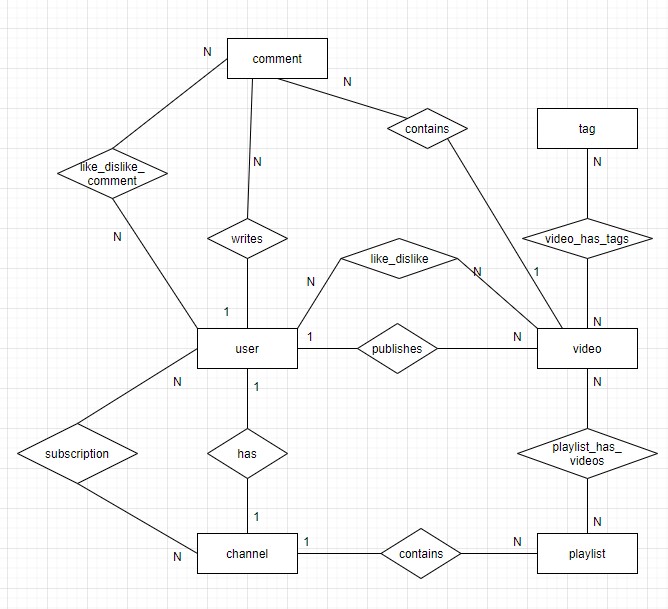 N
comment
N
contains
tag
like_dislike_
comment
N
N
N
writes
video_has_tags
like_dislike
N
N
1
1
N
1
N
user
1
publishes
N
video
N
1
N
subscription
has
playlist_has_
videos
1
N
N
channel
1
contains
N
playlist
N